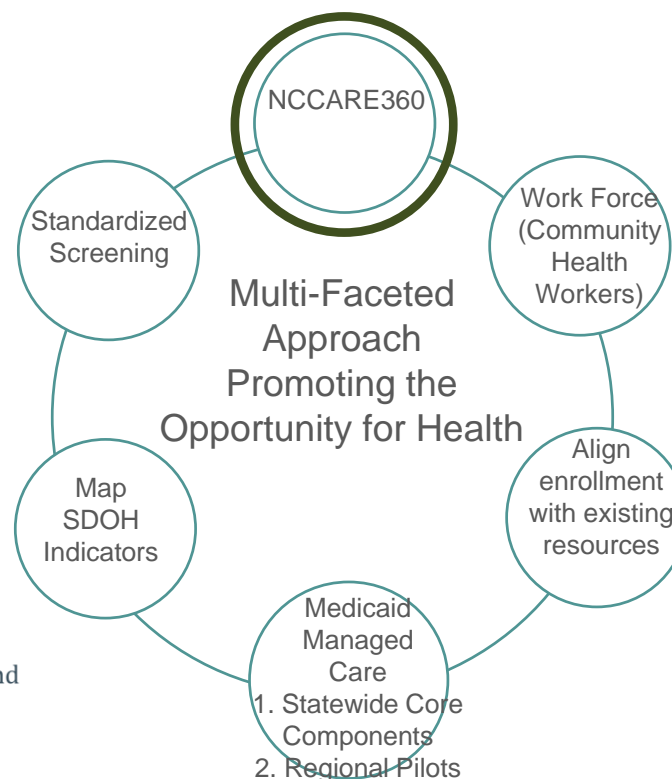 NCCARE360
Work Force
(Community
Health
Workers)
Standardized
Screening
Multi-Faceted
Approach
Promoting the
Opportunity for Health
Align
enrollment
with existing
resources
Map
SDOH
Indicators
Medicaid
Managed
Care
1. Statewide Core
Components
2. Regional Pilots